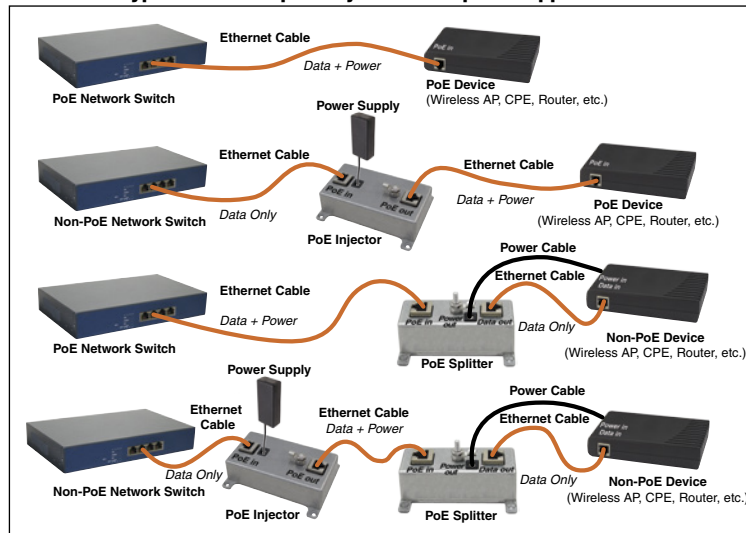 Ethernet Cable
Data + Power
PoE in
PoE Network Switch
PoE Device
(Wireless AP, CPE, Router, etc.)
Power Supply
Ethernet Cable
Ethernet Cable
PoE in
PoE in
PoE out
Data Only
Data + Power
Non-PoE Network Switch
PoE Injector
PoE Device
(Wireless AP, CPE, Router, etc.)
Power Cable
Ethernet Cable
Ethernet Cable
Power in
Data in
Data + Power
PoE in
Power
out
Data out
Data Only
PoE Network Switch
PoE Splitter
Non-PoE Device
(Wireless AP, CPE, Router, etc.)
Power Supply
Power Cable
Ethernet
Cable
Ethernet Cable
Data + Power
Ethernet Cable
Power in
Data in
PoE in
PoE out
PoE in
Power
out
Data out
Data Only
Data Only
Non-PoE Network Switch
PoE Injector
PoE Splitter
Non-PoE Device
(Wireless AP, CPE, Router, etc.)